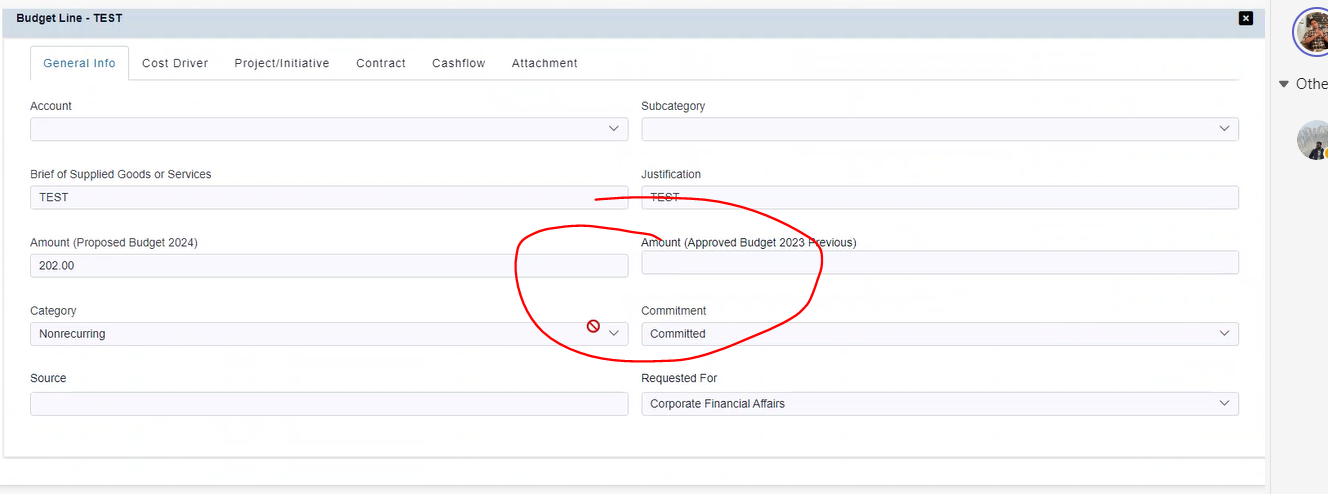 Budget Line - TEST
General Info Cost Driver Project/Initiative Contract Cashflow Attachment
Othe
Account Subcategory
Brief of Supplied Goods or Services Justification
TEST TEST
Amount (Proposed Budget 2024) Amount (Approved Budget 2023 Previous)
202.00
Category Commitment
Nonrecurring Committed
Source Requested For
Corporate Financial Affairs